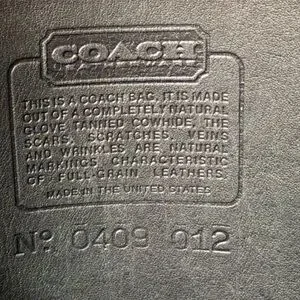 COACH
THIS IS A COACH BAG. IT IS MADE
OUT OF A COMPLETELY NATURAL
GLOVE TANNED COWHIDE, THE
SCARS, SCRATCHES, VEINS
AND WRINKLES ARE NATURAL
MARKINGS CHARACTERISTIC
OF FULL-GRAIN LEATHERS.
MADE IN THE UNITED STATES
Nº 0409 012